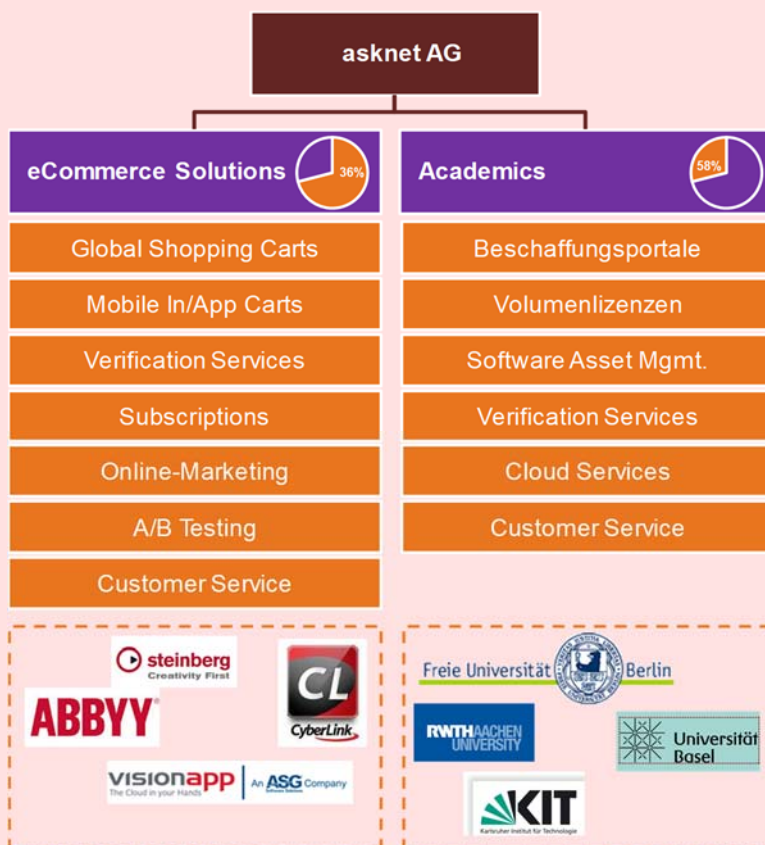 asknet AG
eCommerce Solutions
36%
Academics
58%
Global Shopping Carts
Mobile In/App Carts
Verification Services
Subscriptions
Online-Marketing
A/B Testing
Customer Service
Beschaffungsportale
Volumenlizenzen
Software Asset Mgmt.
Verification Services
Cloud Services
Customer Service
steinberg
Creativity First
ABBYY
CL
CyberLink
visionapp
The Cloud in your Hands
An ASG Company
Freie Universität Berlin
RWTHAACHEN
UNIVERSITY
Universität
Basel
KIT
Karlsruher Institut für Technologie